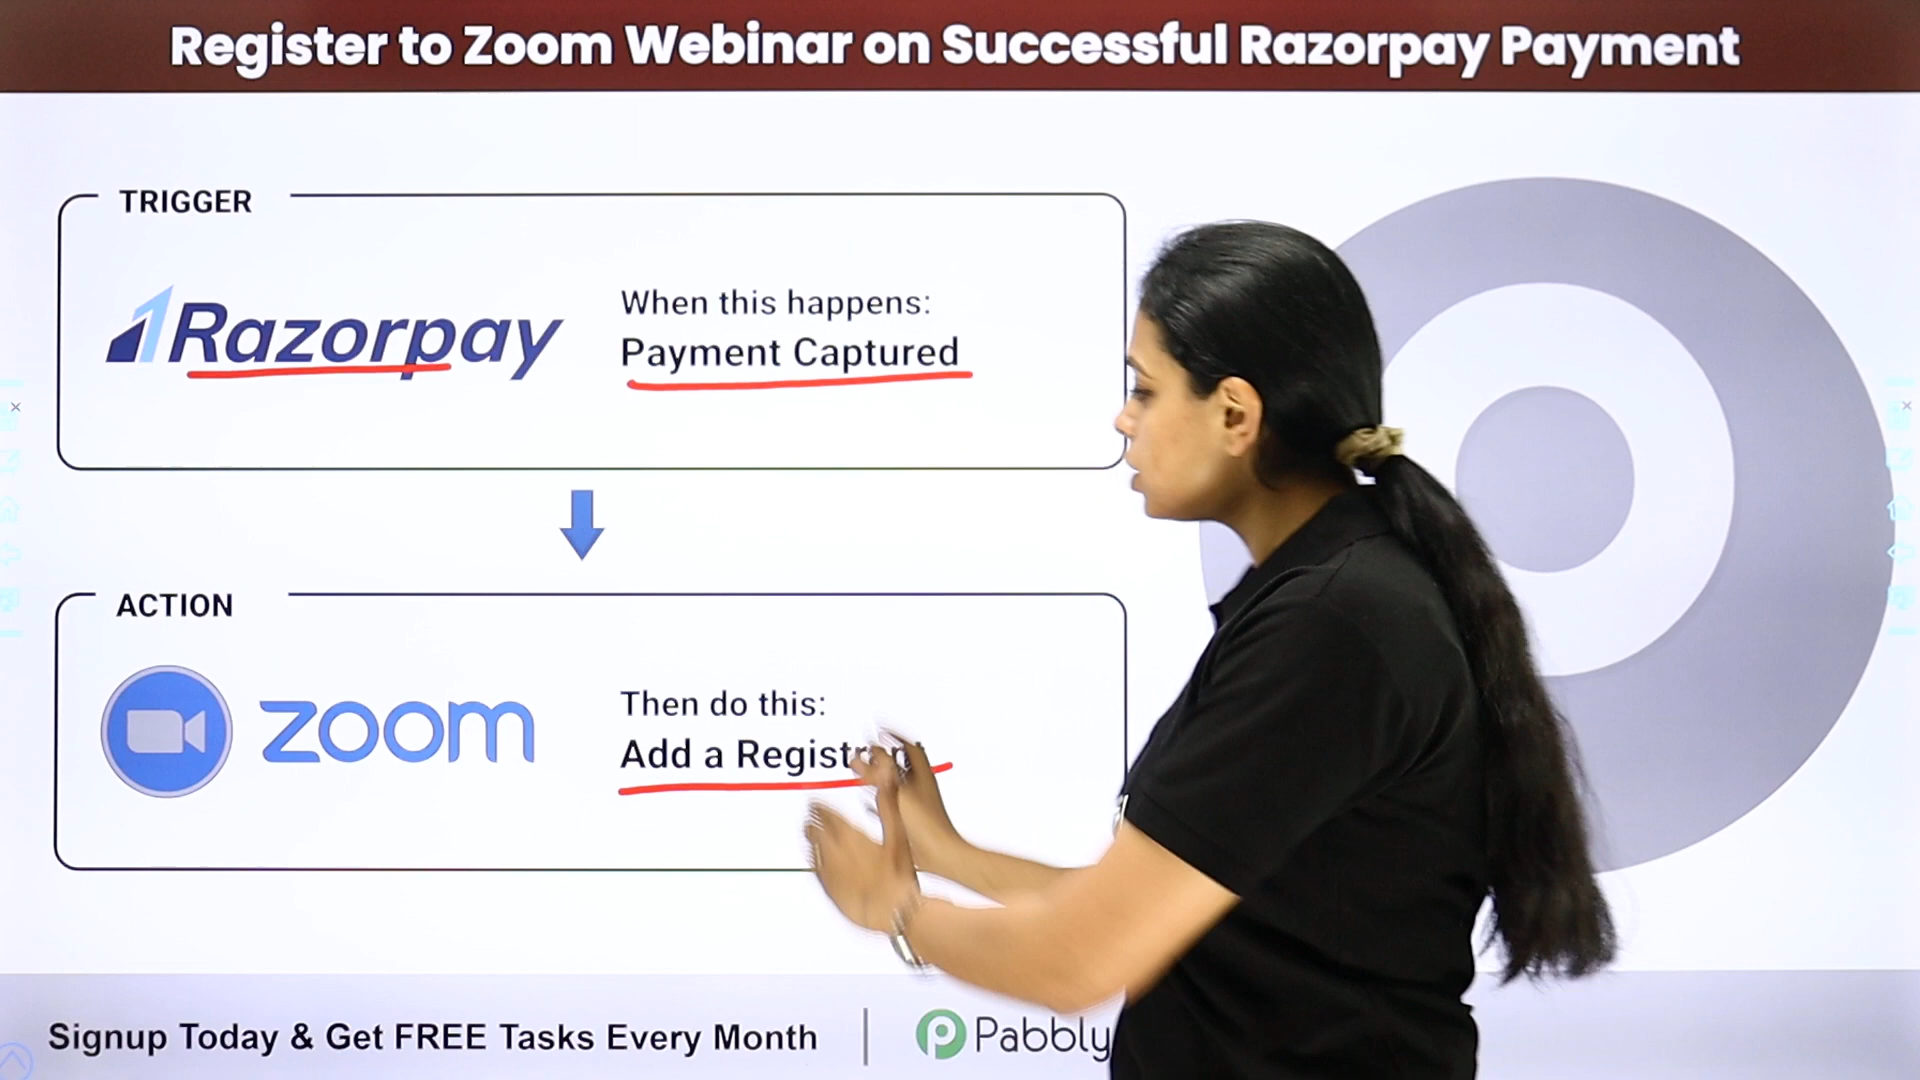 Register to Zoom Webinar on Successful Razorpay Payment
TRIGGER
Razorpay
When this happens:
Payment Captured
ACTION
zoom
Then do this:
Add a Registrant
Signup Today & Get FREE Tasks Every Month
Pabbly